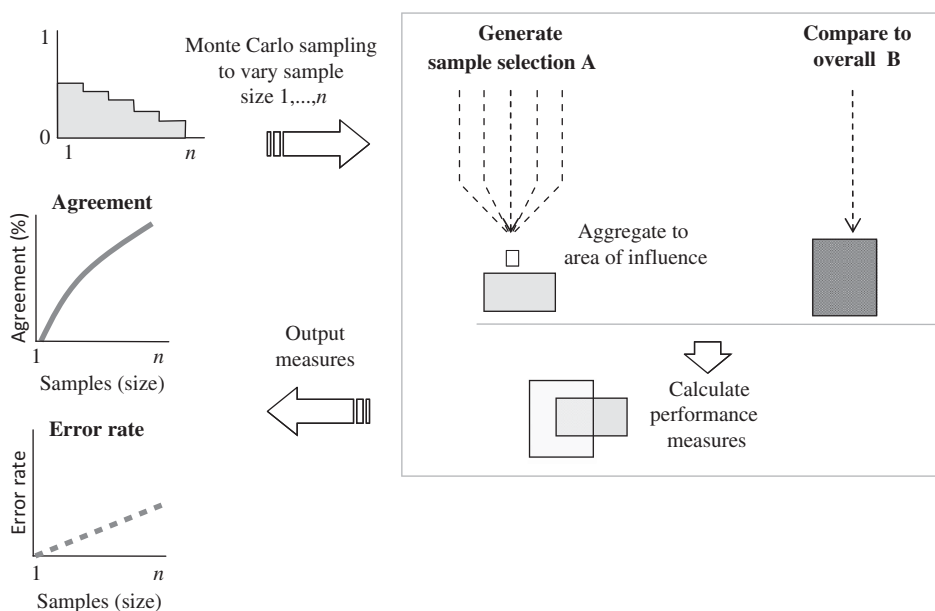 1
0
1
n
Monte Carlo sampling
to vary sample
size 1,...,n
Generate
sample selection A
Compare to
overall B
Aggregate to
area of influence
Calculate
performance
measures
Output
measures
Agreement
Agreement (%)
1
n
Samples (size)
Error rate
Error rate
1
n
Samples (size)